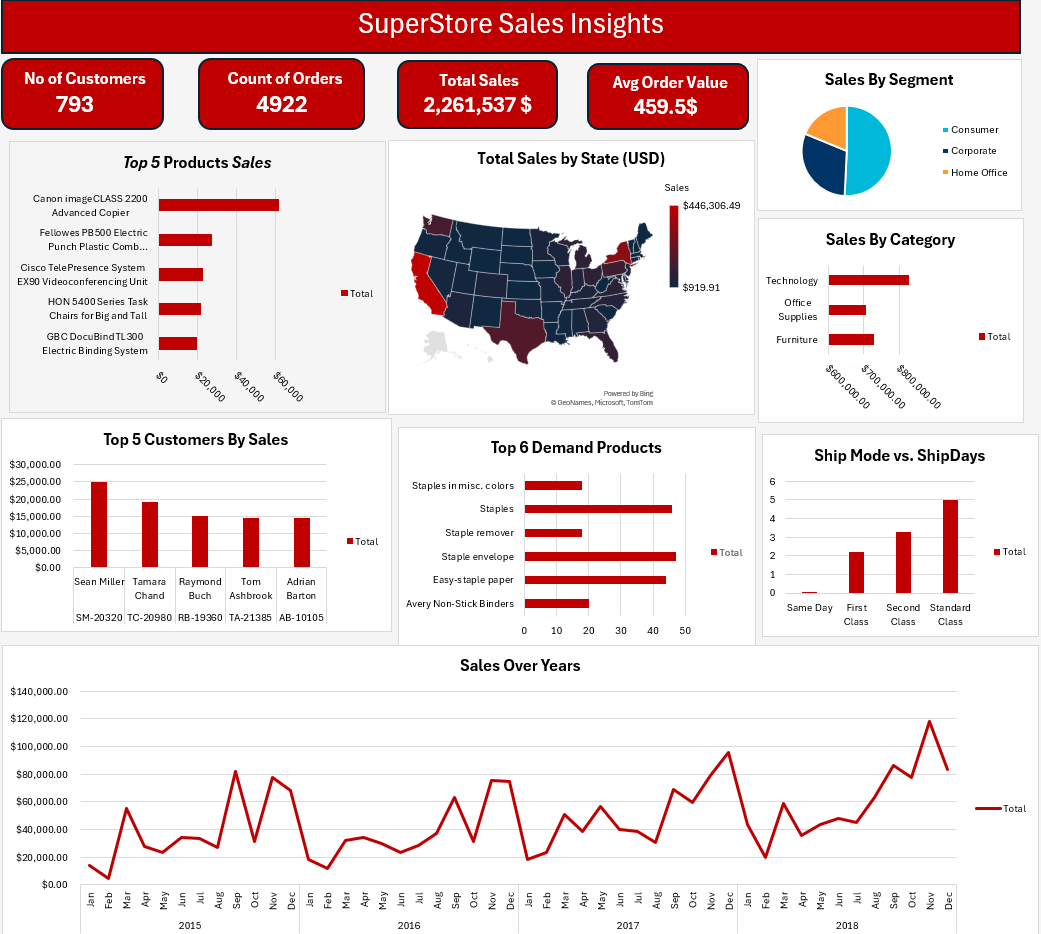 SuperStore Sales Insights
No of Customers
793
Count of Orders
4922
Total Sales
2,261,537 $
Avg Order Value
459.5$
Sales By Segment
Consumer
Corporate
Home Office
Top 5 Products Sales
Canon imageCLASS 2200
Advanced Copier
Fellowes PB500 Electric
Punch Plastic Comb...
Cisco TelePresence System
EX90 Videoconferencing Unit
HON 5400 Series Task
Chairs for Big and Tall
GBC DocuBind TL300
Electric Binding System
$0
$20,000
$40,000
$60,000
Total
Total Sales by State (USD)
Sales
$446,306.49
$919.91
Powered by Bing
© GeoNames, Microsoft, TomTom
Sales By Category
Technology
Office
Supplies
Furniture
$600,000.00
$700,000.00
$800,000.00
Total
Top 5 Customers By Sales
$30,000.00
$25,000.00
$20,000.00
$15,000.00
$10,000.00
$5,000.00
$0.00
Sean Miller
Tamara
Chand
Raymond
Buch
Tom
Ashbrook
Adrian
Barton
SM-20320
TC-20980
RB-19360
TA-21385
AB-10105
Total
Top 6 Demand Products
Staples in misc. colors
Staples
Staple remover
Staple envelope
Easy-staple paper
Avery Non-Stick Binders
0
10
20
30
40
50
Total
Ship Mode vs. ShipDays
6
5
4
3
2
1
0
Same Day
First
Class
Second
Class
Standard
Class
Total
Sales Over Years
$140,000.00
$120,000.00
$100,000.00
$80,000.00
$60,000.00
$40,000.00
$20,000.00
$0.00
Jan Feb Mar Apr May Jun Jul Aug Sep Oct Nov Dec
Jan Feb Mar Apr May Jun Jul Aug Sep Oct Nov Dec
Jan Feb Mar Apr May Jun Jul Aug Sep Oct Nov Dec
Jan Feb Mar Apr May Jun Jul Aug Sep Oct Nov Dec
2015
2016
2017
2018
Total